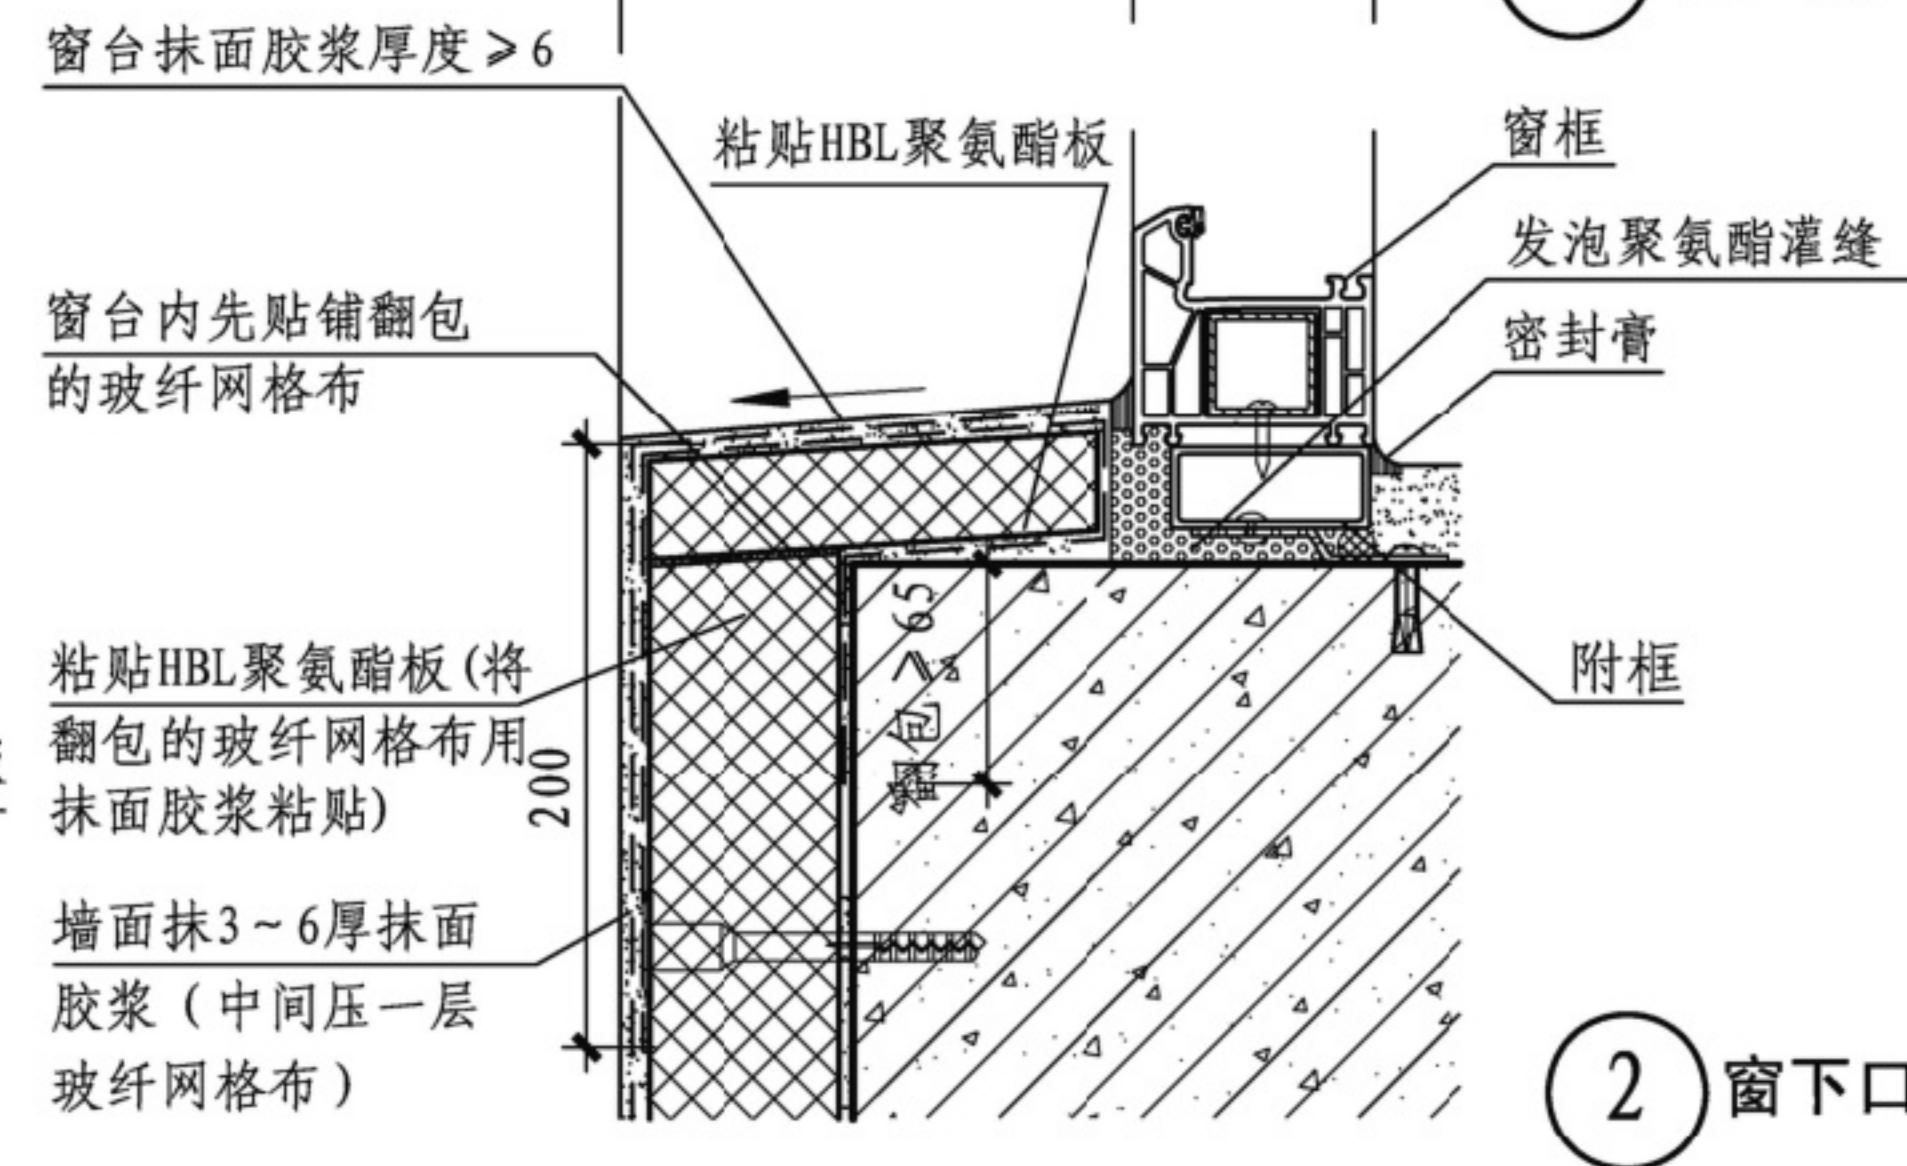 窗台抹面胶浆厚度≥6
粘贴HBL聚氨酯板
窗框
发泡聚氨酯灌缝
密封膏
窗台内先贴铺翻包
的玻纤网格布
粘贴HBL聚氨酯板(将
翻包的玻纤网格布用
抹面胶浆粘贴)
200
翻包≥65
附框
墙面抹3~6厚抹面
胶浆(中间压一层
玻纤网格布)
2 窗下口